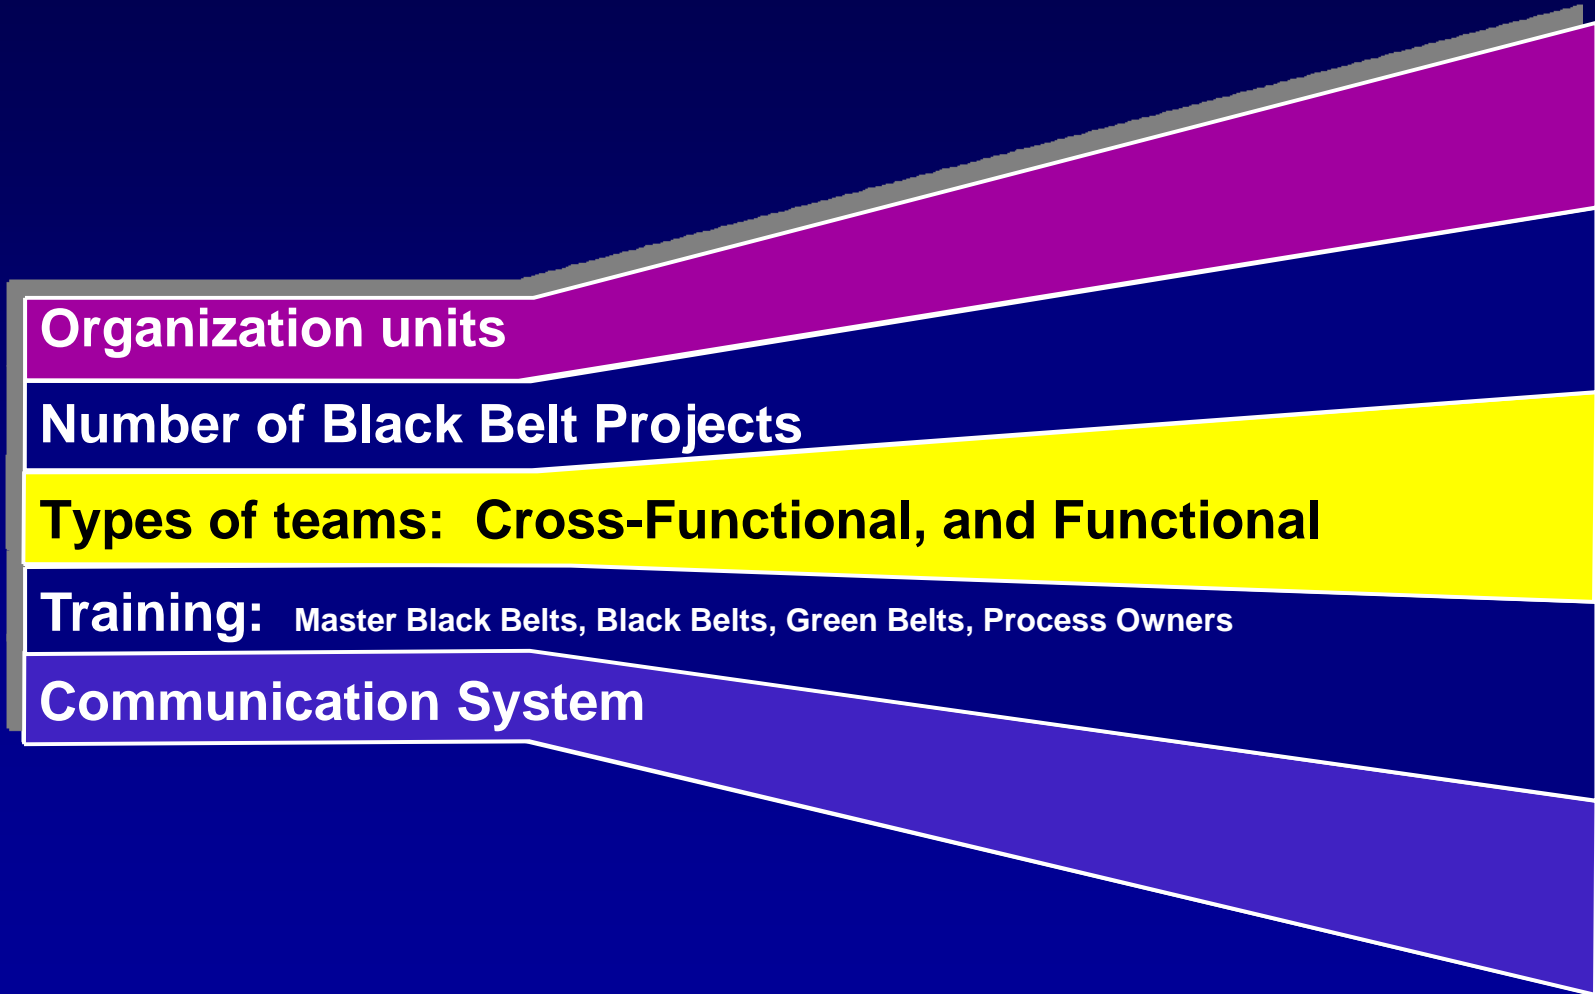 Organization units
Number of Black Belt Projects
Types of teams:  Cross-Functional, and Functional
Training:  Master Black Belts, Black Belts, Green Belts, Process Owners
Communication System